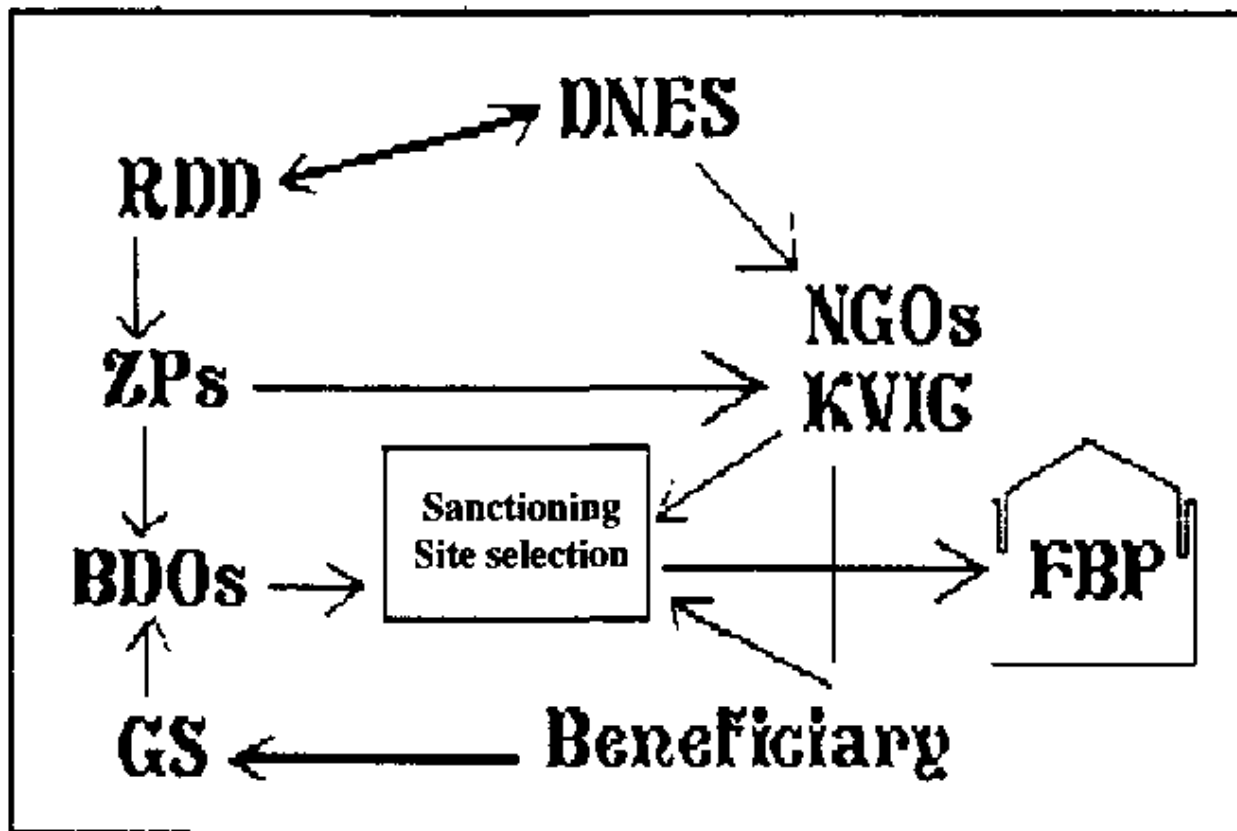 DNES
RDD
NGOs
ZPs
KVIG
Sanctioning
Site selection
BDOs
FBP
GS
Beneficiary